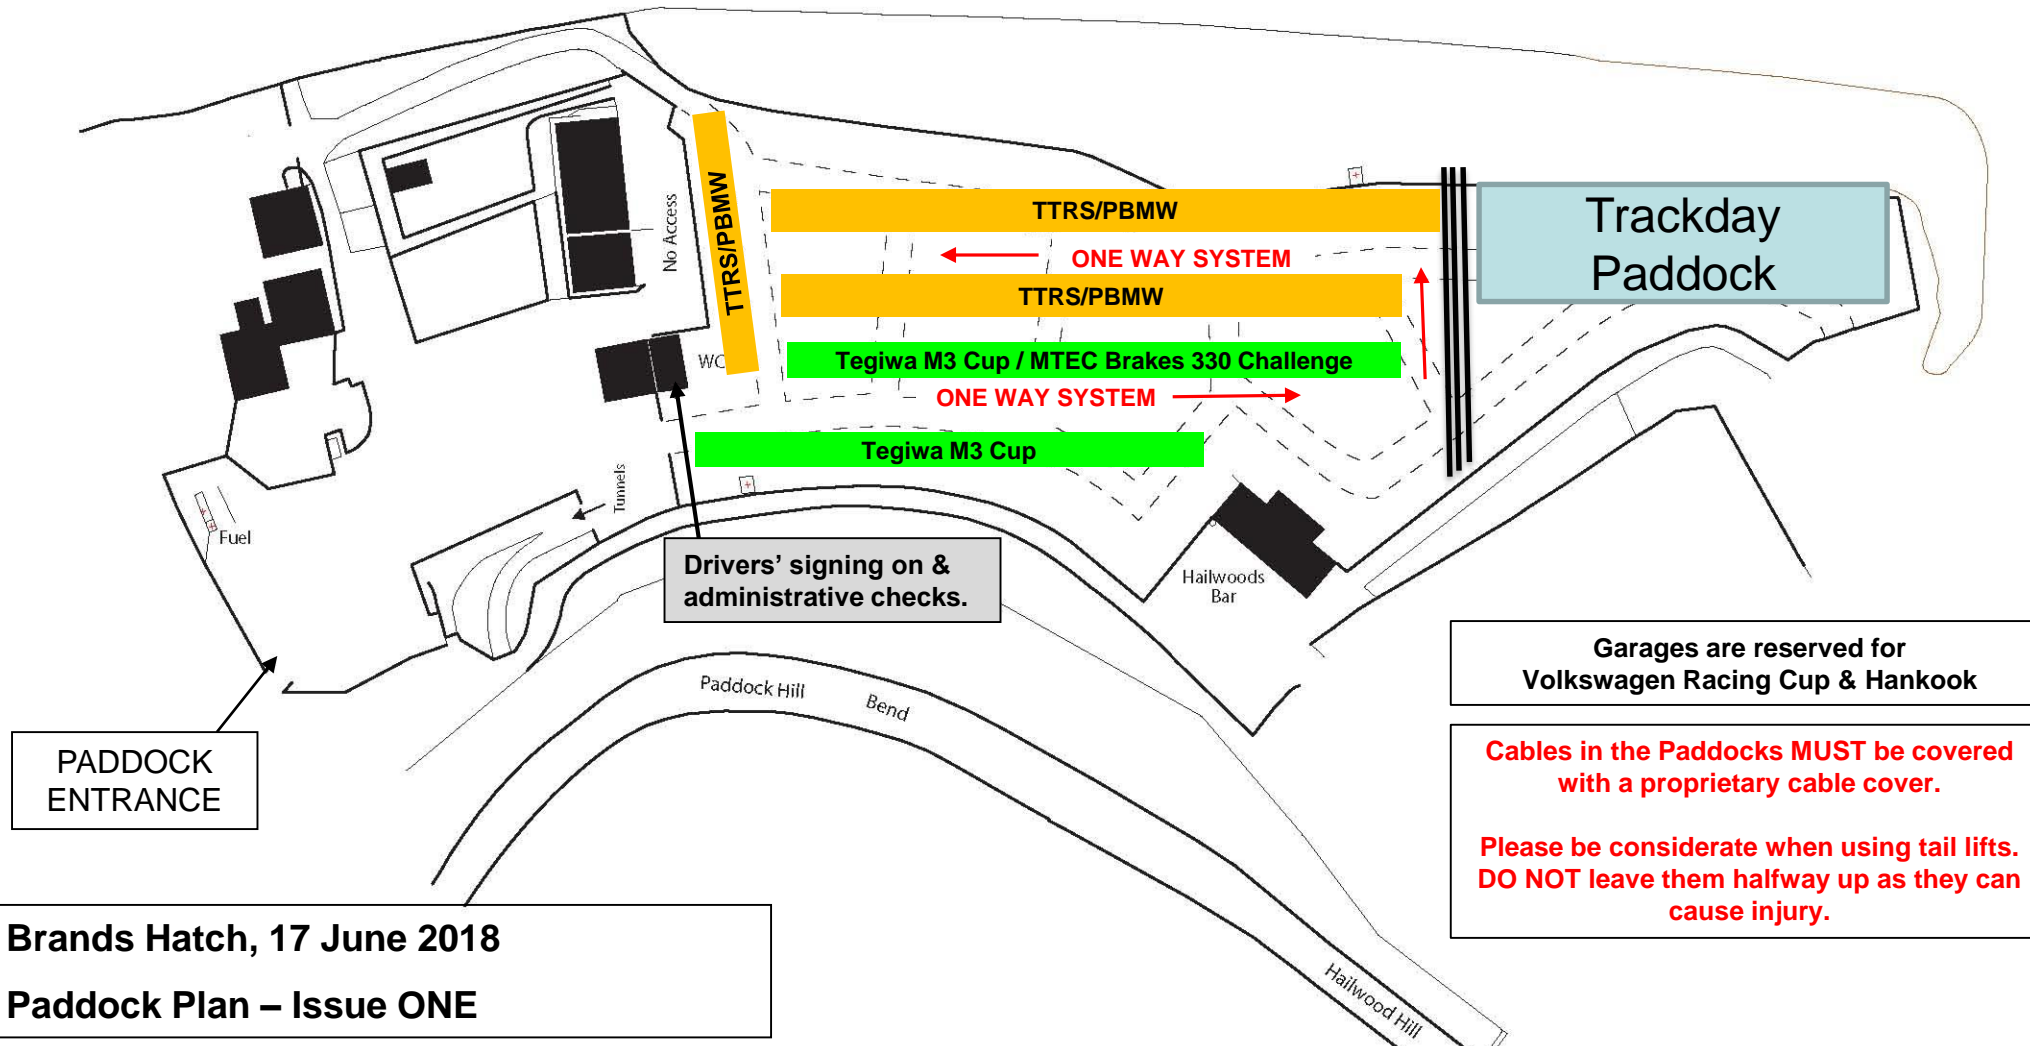 No Access
TTRS/PBMW
TTRS/PBMW
Trackday
Paddock
ONE WAY SYSTEM
TTRS/PBMW
WC
Tegiwa M3 Cup / MTEC Brakes 330 Challenge
ONE WAY SYSTEM
Tegiwa M3 Cup
Tunnels
Fuel
Drivers’ signing on &
administrative checks.
Hailwoods
Bar
Paddock Hill
Bend
Garages are reserved for
Volkswagen Racing Cup & Hankook
PADDOCK
ENTRANCE
Cables in the Paddocks MUST be covered
with a proprietary cable cover.
Please be considerate when using tail lifts.
DO NOT leave them halfway up as they can
cause injury.
Brands Hatch, 17 June 2018
Paddock Plan – Issue ONE
Hailwood Hill